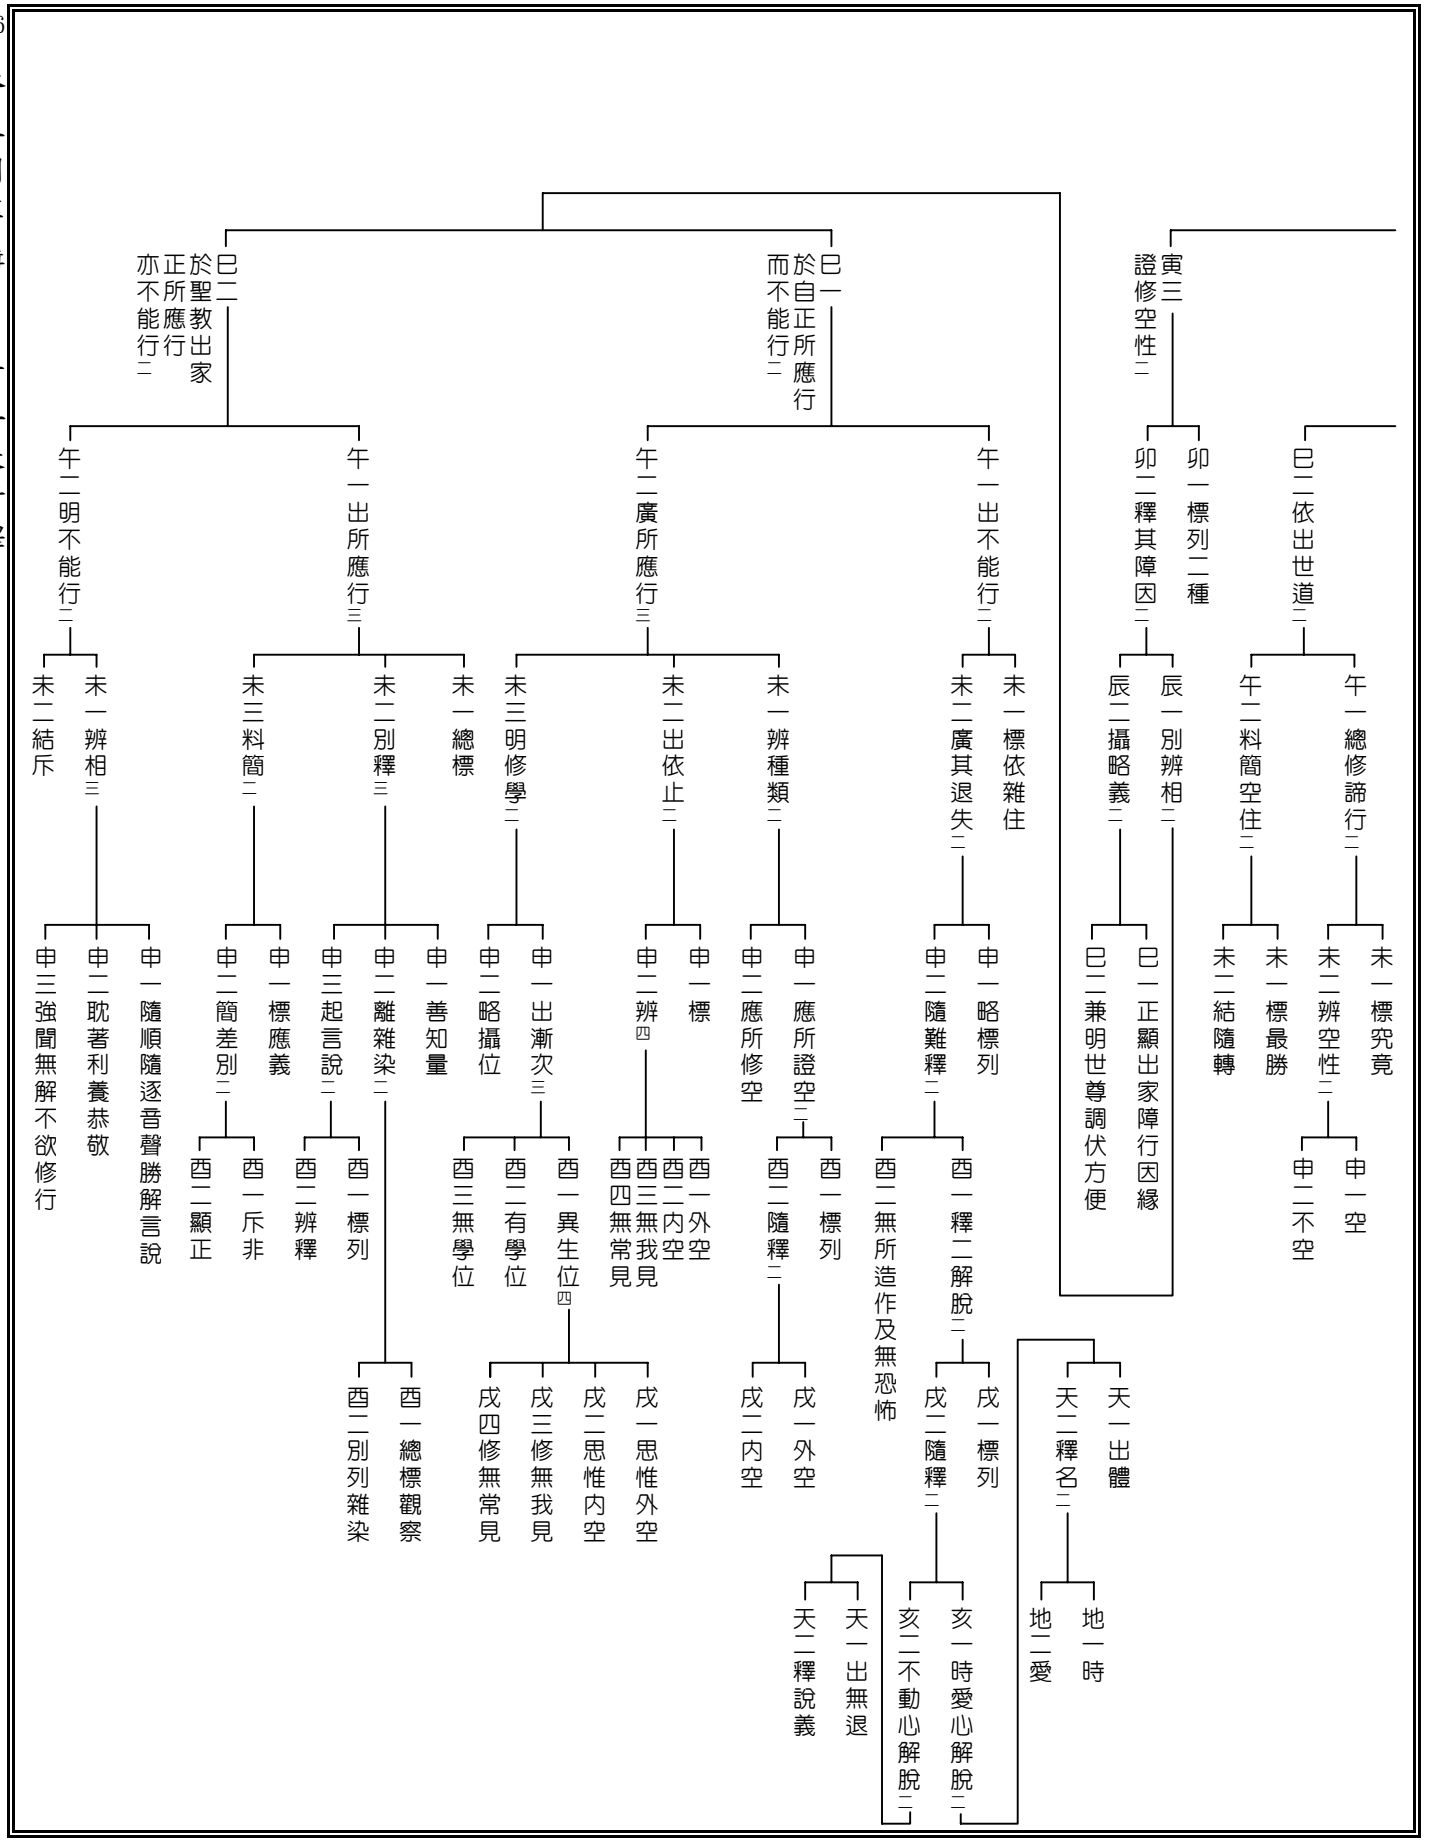 寅三
證修空性二
卯一標列二種
卯二釋其障因二
辰一別辨相二
辰二攝略義二
巳一正顯出家障行因緣
巳二兼明世尊調伏方便
巳二依出世道二
午一總修諦行二
午二料簡空住二
未一標究竟
未二辨空性二
申一空
申二不空
未一標最勝
未二結隨轉
巳一
於自正所應行
而不能行二
午一出不能行二
未一標依雜住
未二廣其退失二
申一略標列
申二隨難釋二
酉一釋二解脫二
酉二無所造作及無恐怖
戌一標列
戌二隨釋二
亥一時愛心解脫二
亥二不動心解脫二
天一出體
天二釋名二
地一時
地二愛
天一出無退
天二釋說義
午二廣所應行三
未一辨種類二
申一應所證空二
酉一標列
酉二隨釋二
戌一外空
戌二內空
申二應所修空
未二出依止二
申一標
申二辨四
酉一外空
酉二內空
酉三無我見
酉四無常見
未三明修學二
申一出漸次三
酉一異生位四
戌一思惟外空
戌二思惟內空
戌三修無我見
戌四修無常見
酉二有學位
酉三無學位
申二略攝位
巳二
於聖教出家
正所應行
亦不能行二
午一出所應行三
未一總標
未二別釋三
申一善知量
申二離雜染二
酉一總標觀察
酉二別列雜染
申三起言說二
酉一標列
酉二辨釋
未三料簡二
申一標應義
申二簡差別二
酉一斥非
酉二顯正
午二明不能行二
未一辨相三
申一隨順隨逐音聲勝解言說
申二耽著利養恭敬
申三強聞無解不欲修行
未二結斥